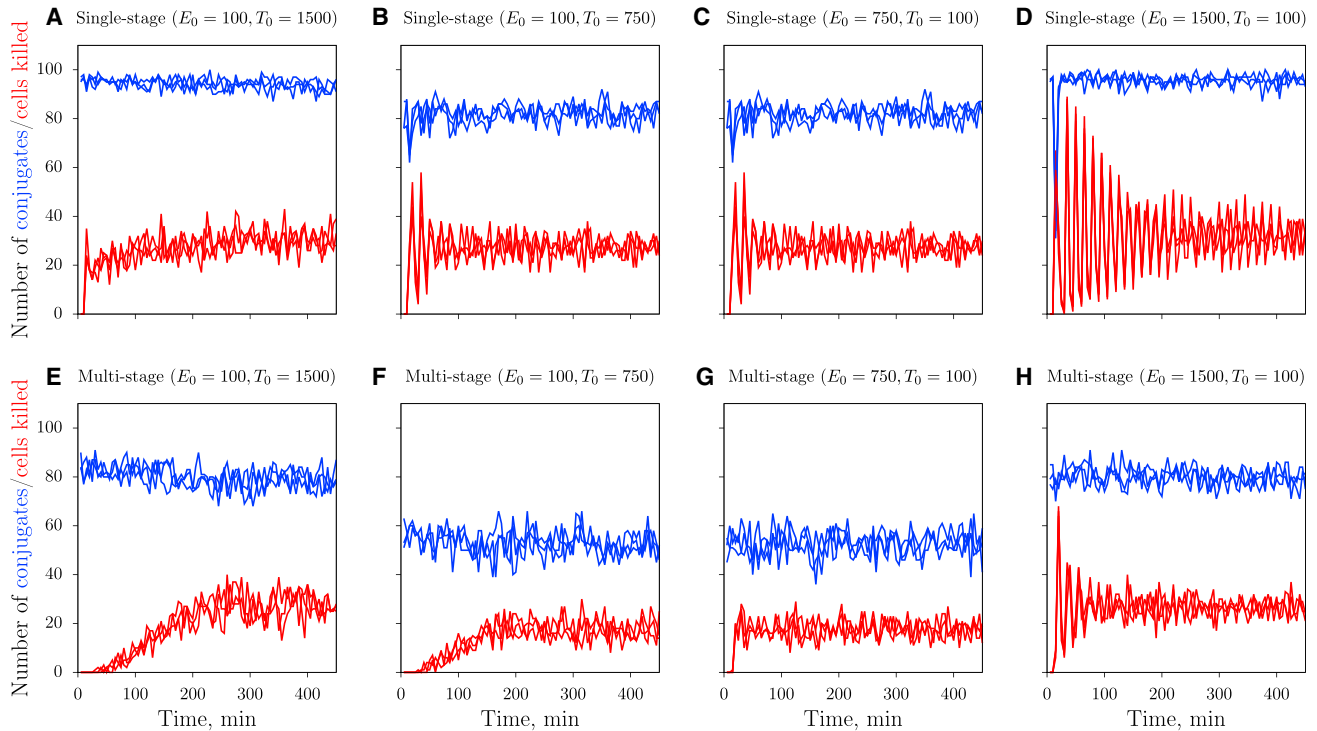 A Single-stage (E₀ = 100, T₀ = 1500)
B Single-stage (E₀ = 100, T₀ = 750)
C Single-stage (E₀ = 750, T₀ = 100)
D Single-stage (E₀ = 1500, T₀ = 100)
Number of conjugates/cells killed
100
80
60
40
20
0
E Multi-stage (E₀ = 100, T₀ = 1500)
F Multi-stage (E₀ = 100, T₀ = 750)
G Multi-stage (E₀ = 750, T₀ = 100)
H Multi-stage (E₀ = 1500, T₀ = 100)
Number of conjugates/cells killed
100
80
60
40
20
0
0 100 200 300 400
0 100 200 300 400
0 100 200 300 400
0 100 200 300 400
Time, min
Time, min
Time, min
Time, min